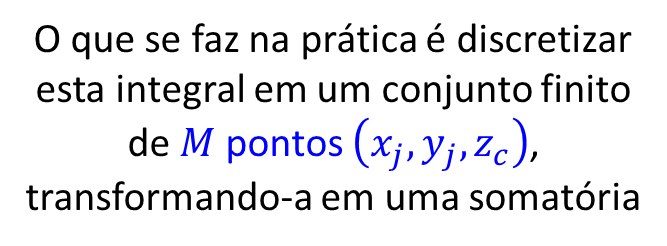 O que se faz na prática é discretizar
esta integral em um conjunto finito
de M pontos (xⱼ, yⱼ, z_c),
transformando-a em uma somatória